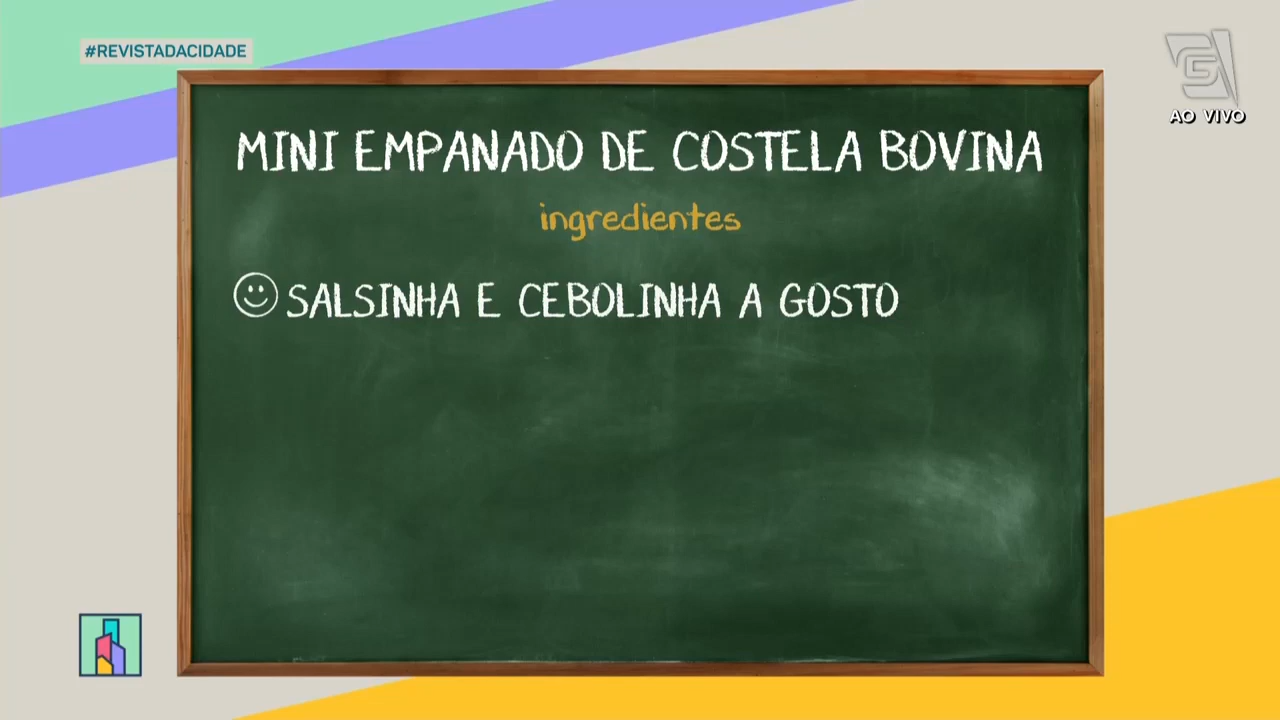 #REVISTADACIDADE
G
AO VIVO
MINI EMPANADO DE COSTELA BOVINA
ingredientes
SALSINHA E CEBOLINHA A GOSTO